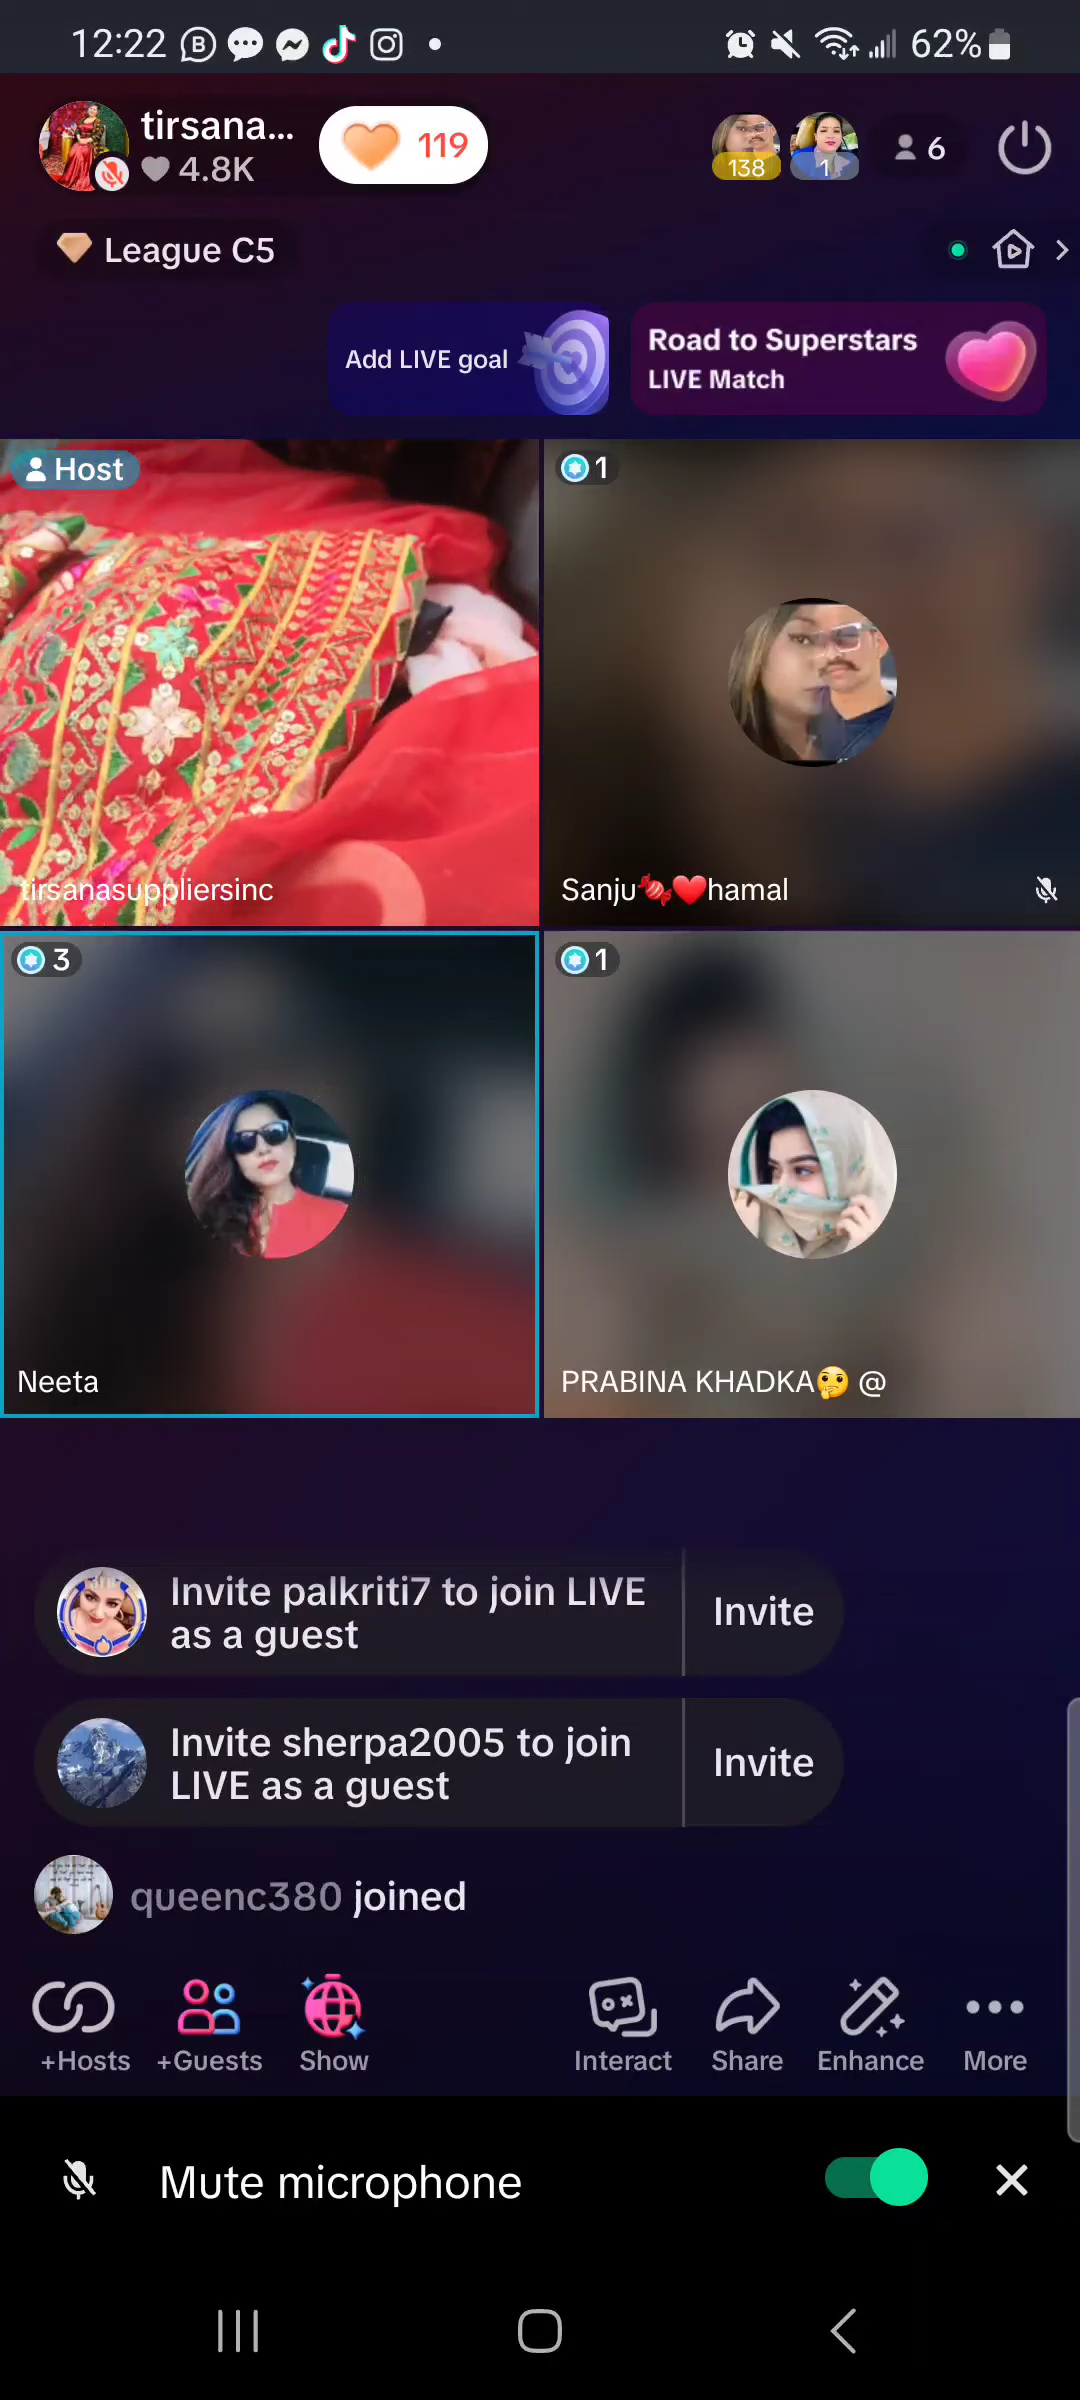 12:22
62%
tirsana...
4.8K
119
138
1
6
League C5
Add LIVE goal
Road to Superstars
LIVE Match
Host
1
tirsanasuppliersinc
Sanju🍬❤️hamal
3
1
Neeta
PRABINA KHADKA🤔 @
Invite palkriti7 to join LIVE
as a guest
Invite
Invite sherpa2005 to join
LIVE as a guest
Invite
queenc380 joined
+Hosts
+Guests
Show
Interact
Share
Enhance
More
Mute microphone